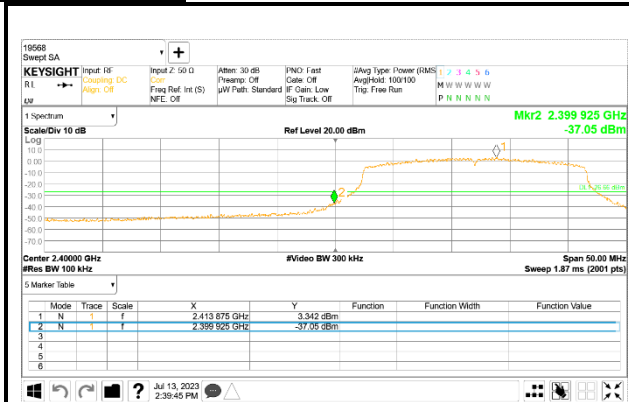 19568
Swept SA
KEYSIGHT Input: RF Input Z: 50 Ω Atten: 30 dB PNO: Fast #Avg Type: Power (RMS 1 2 3 4 5 6
RL Coupling: DC Corr Preamp: Off Gate: Off Avg|Hold: 100/100 M W W W W W
Align: Off Freq Ref: Int (S) µW Path: Standard IF Gain: Low Trig: Free Run
NFE: Off Sig Track: Off P N N N N N
1 Spectrum Mkr2 2.399 925 GHz
Scale/Div 10 dB Ref Level 20.00 dBm -37.05 dBm
Log
10.0
0.00
-10.0
-20.0
-30.0
-40.0
-50.0
-60.0
-70.0
1
2
Center 2.40000 GHz #Video BW 300 kHz Span 50.00 MHz
#Res BW 100 kHz Sweep 1.87 ms (2001 pts)
5 Marker Table
Mode Trace Scale X Y Function Function Width Function Value
1 N 1 f 2.413 875 GHz 3.342 dBm
2 N 1 f 2.399 925 GHz -37.05 dBm
3
4
5
6
? Jul 13, 2023
2:39:45 PM